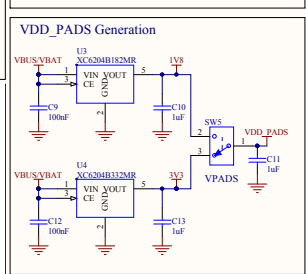 VDD_PADS Generation
U3
XC6204B182MR
VBUS/VBAT
1V8
1 VIN VOUT 5
3 CE
GND
2
C9
100nF
C10
1uF
SW5
2
3
1
VDD_PADS
VPADS
C11
1uF
U4
XC6204B332MR
VBUS/VBAT
3V3
1 VIN VOUT 5
3 CE
GND
2
C12
100nF
C13
1uF